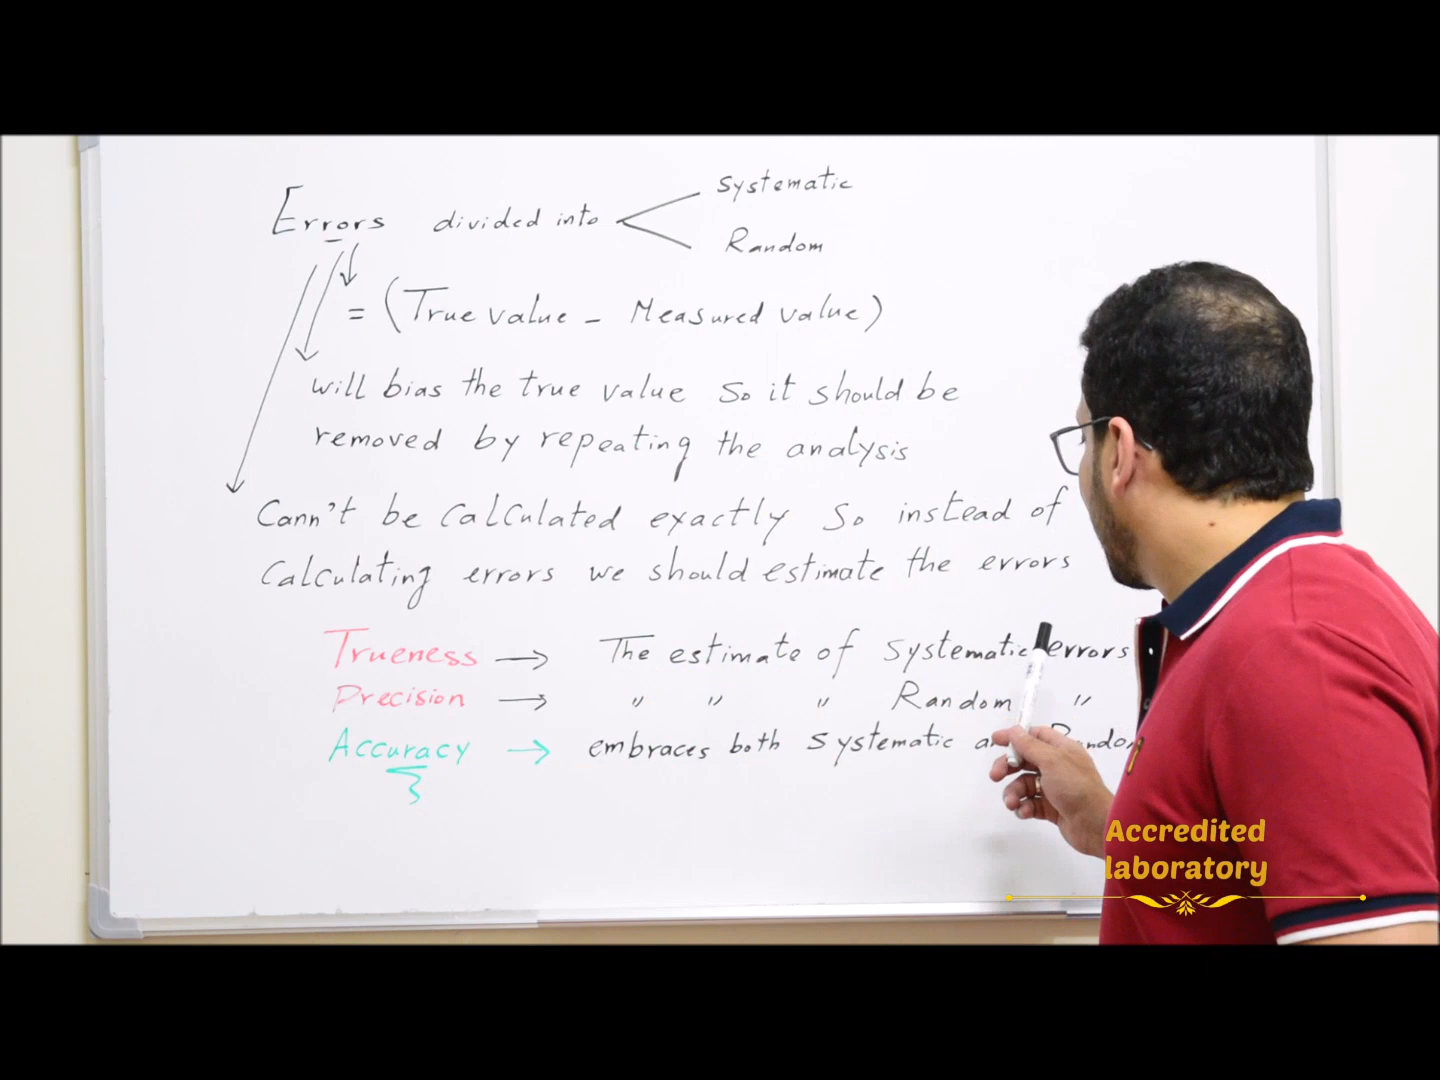 Errors divided into
Systematic
Random
= (True value - Measured value)
will bias the true value so it should be
removed by repeating the analysis
Cann't be calculated exactly so instead of
calculating errors we should estimate the errors
Trueness → The estimate of systematic errors
Precision → " " " Random "
Accuracy → embraces both systematic
Accredited
laboratory